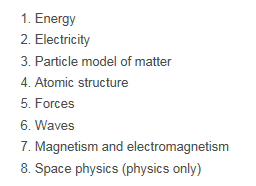 1. Energy
2. Electricity
3. Particle model of matter
4. Atomic structure
5. Forces
6. Waves
7. Magnetism and electromagnetism
8. Space physics (physics only)